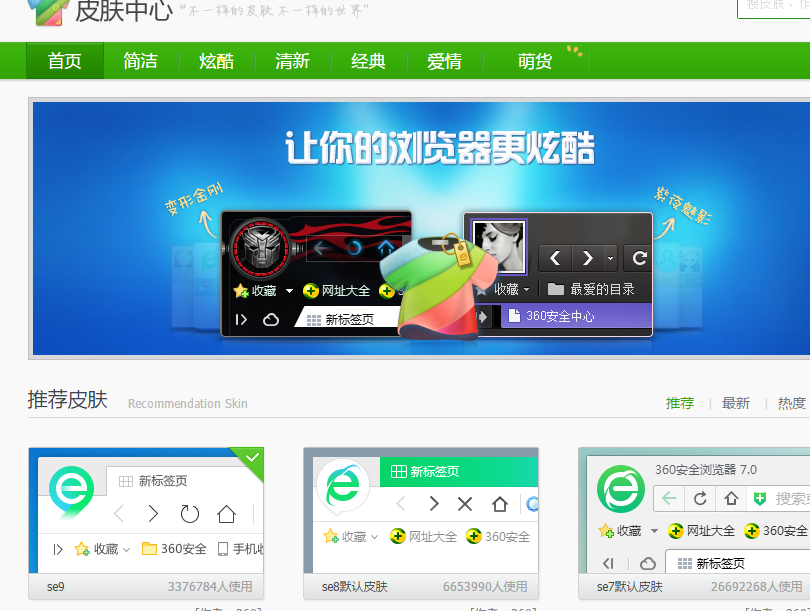 皮肤中心 “不一样的皮肤 不一样的世界”
首页 简洁 炫酷 清新 经典 爱情 萌货
让你的浏览器更炫酷
变形金刚
紫夜魅影
收藏 网址大全
新标签页
收藏 最爱的目录
360安全中心
推荐皮肤 Recommendation Skin 推荐 | 最新 | 热度
新标签页
收藏 360安全 手机收
se9 3376784人使用
新标签页
收藏 网址大全 360安全
se8默认皮肤 6653990人使用
360安全浏览器 7.0
搜索
收藏 网址大全 360安全
新标签页
se7默认皮肤 26692268人使用